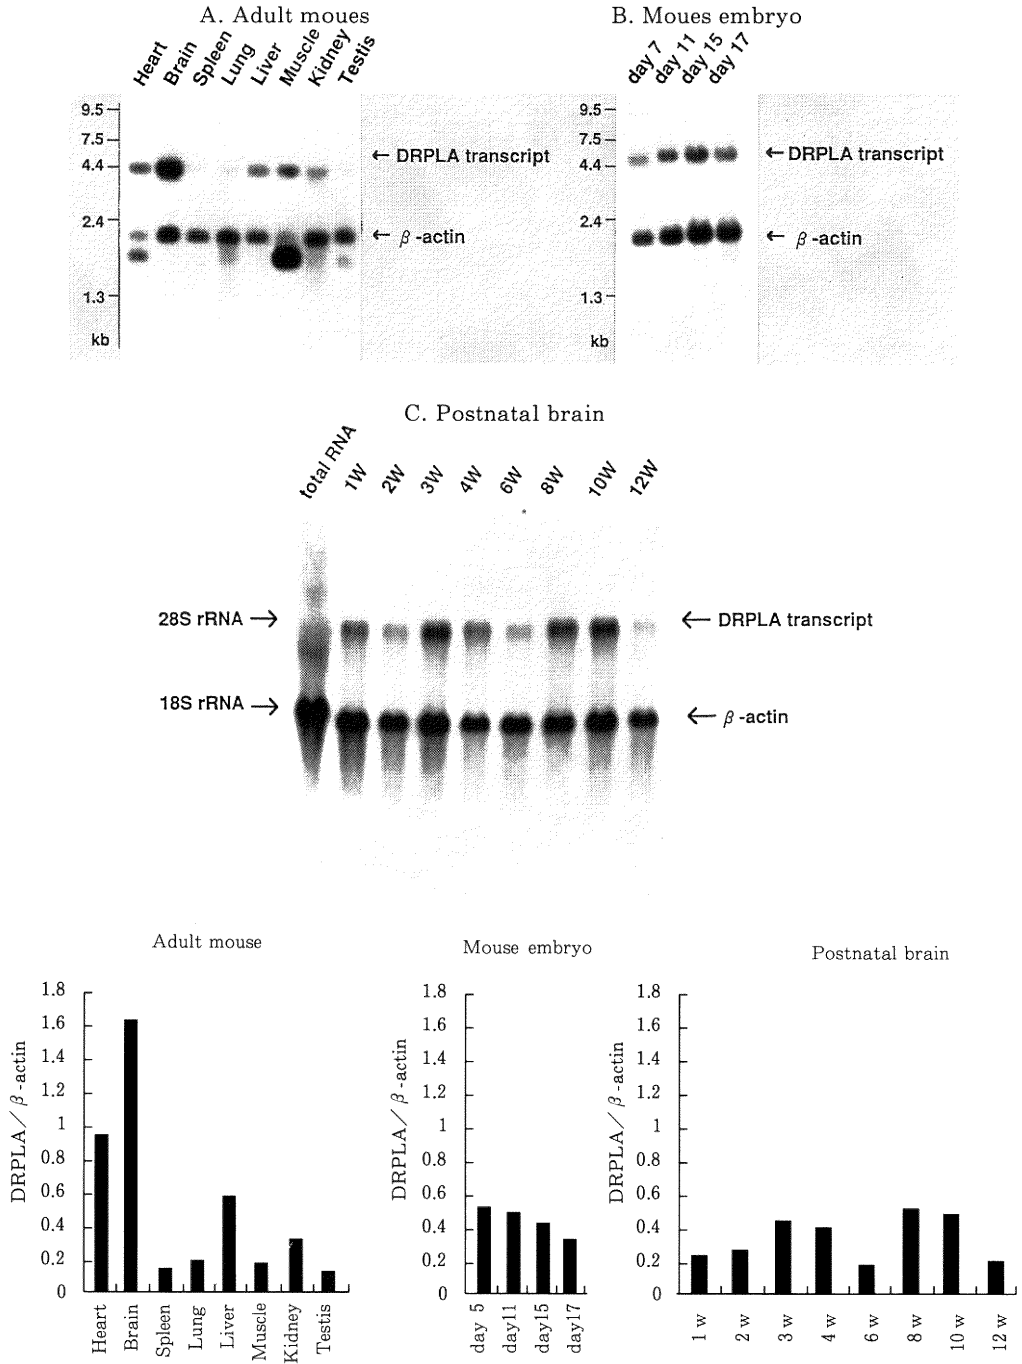 A. Adult moues
Heart Brain Spleen Lung Liver Muscle Kidney Testis
9.5
7.5
4.4
2.4
1.3
kb
← DRPLA transcript
← β -actin
B. Moues embryo
day 7 day 11 day 15 day 17
9.5
7.5
4.4
2.4
1.3
kb
← DRPLA transcript
← β -actin
C. Postnatal brain
total RNA 1W 2W 3W 4W 6W 8W 10W 12W
28S rRNA →
18S rRNA →
← DRPLA transcript
← β -actin
Adult mouse
DRPLA/β -actin
1.8
1.6
1.4
1.2
1
0.8
0.6
0.4
0.2
0
Heart Brain Spleen Lung Liver Muscle Kidney Testis
Mouse embryo
DRPLA/β -actin
1.8
1.6
1.4
1.2
1
0.8
0.6
0.4
0.2
0
day 5 day11 day15 day17
Postnatal brain
DRPLA/β -actin
1.8
1.6
1.4
1.2
1
0.8
0.6
0.4
0.2
0
1 w 2 w 3 w 4 w 6 w 8 w 10 w 12 w